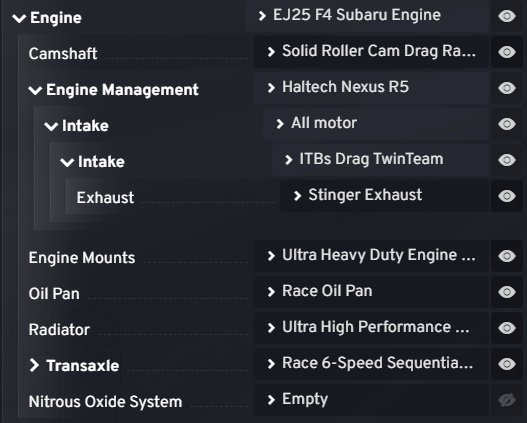 Engine EJ25 F4 Subaru Engine
Camshaft Solid Roller Cam Drag Ra...
Engine Management Haltech Nexus R5
Intake All motor
Intake ITBs Drag TwinTeam
Exhaust Stinger Exhaust
Engine Mounts Ultra Heavy Duty Engine ...
Oil Pan Race Oil Pan
Radiator Ultra High Performance ...
Transaxle Race 6-Speed Sequentia...
Nitrous Oxide System Empty